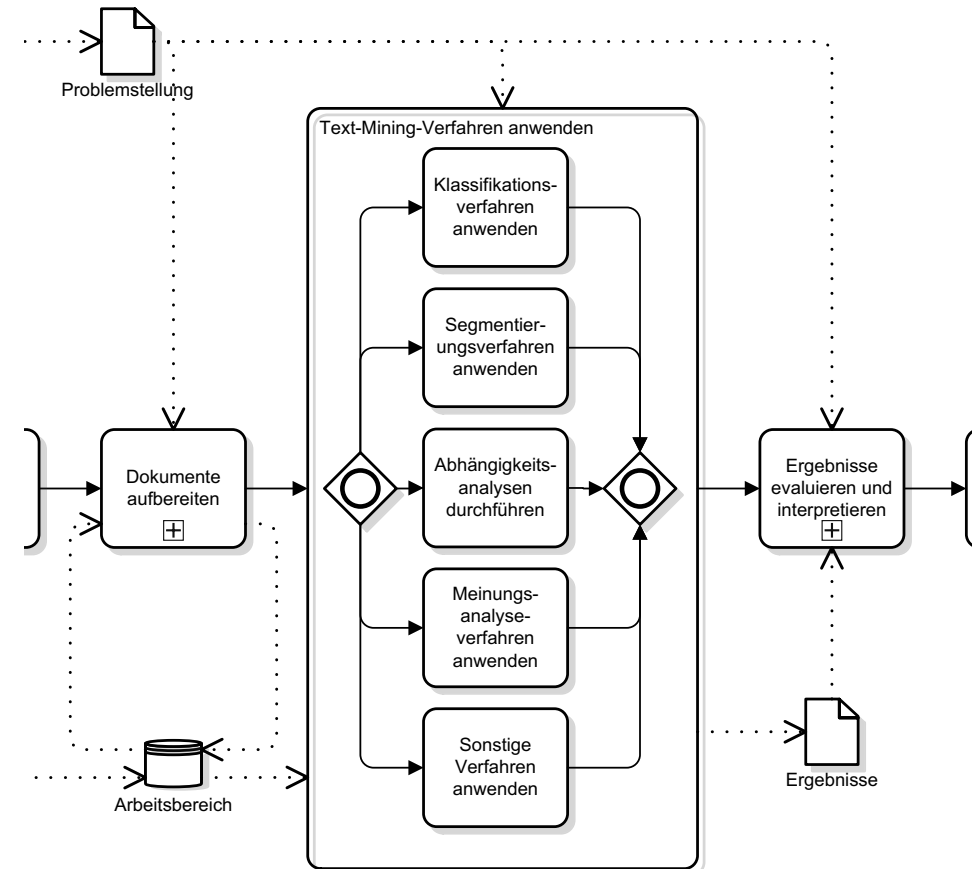 Problemstellung
Text-Mining-Verfahren anwenden
Klassifikations-
verfahren
anwenden
Segmentier-
ungsverfahren
anwenden
Dokumente
aufbereiten
Abhängigkeits-
analysen
durchführen
Ergebnisse
evaluieren und
interpretieren
Meinungs-
analyse-
verfahren
anwenden
Sonstige
Verfahren
anwenden
Arbeitsbereich
Ergebnisse